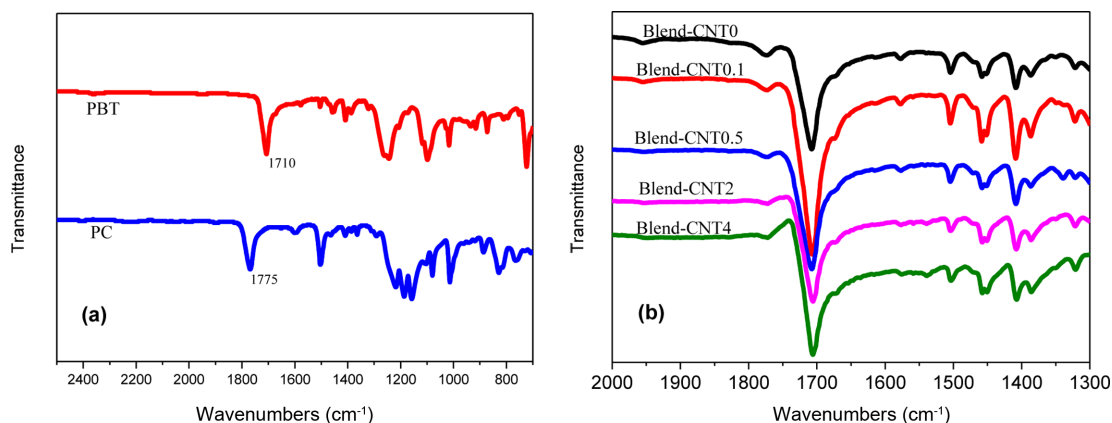 Transmittance
PBT
1710
PC
1775
(a)
2400 2200 2000 1800 1600 1400 1200 1000 800
Wavenumbers (cm⁻¹)
Transmittance
Blend-CNT0
Blend-CNT0.1
Blend-CNT0.5
Blend-CNT2
Blend-CNT4
(b)
2000 1900 1800 1700 1600 1500 1400 1300
Wavenumbers (cm⁻¹)